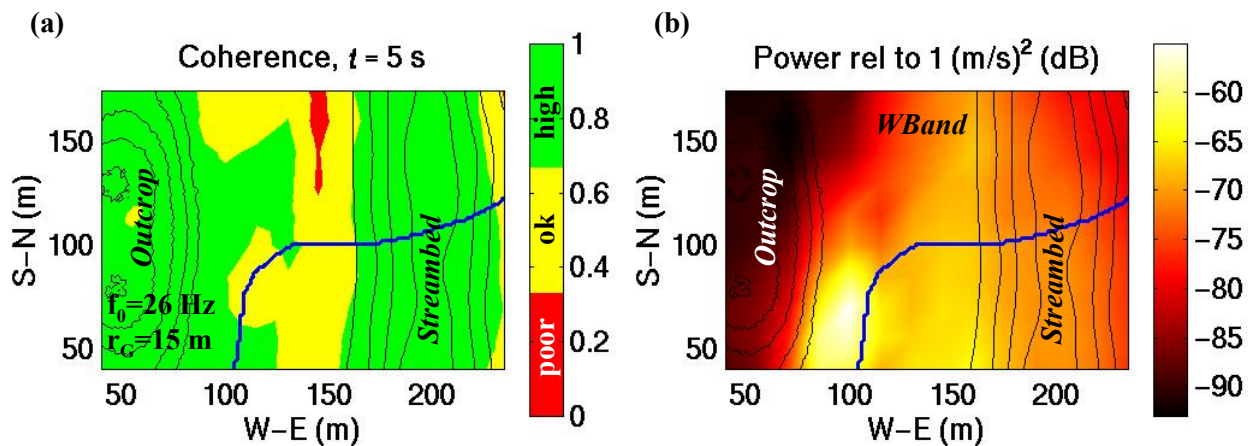 (a)
Coherence, t = 5 s
S-N (m)
150
100
50
Outcrop
Streambed
f0=26 Hz
rG=15 m
50
100
150
200
W-E (m)
1
0.8
0.6
0.4
0.2
0
high
ok
poor
(b)
Power rel to 1 (m/s)2 (dB)
S-N (m)
150
100
50
Outcrop
WBand
Streambed
50
100
150
200
W-E (m)
-60
-65
-70
-75
-80
-85
-90